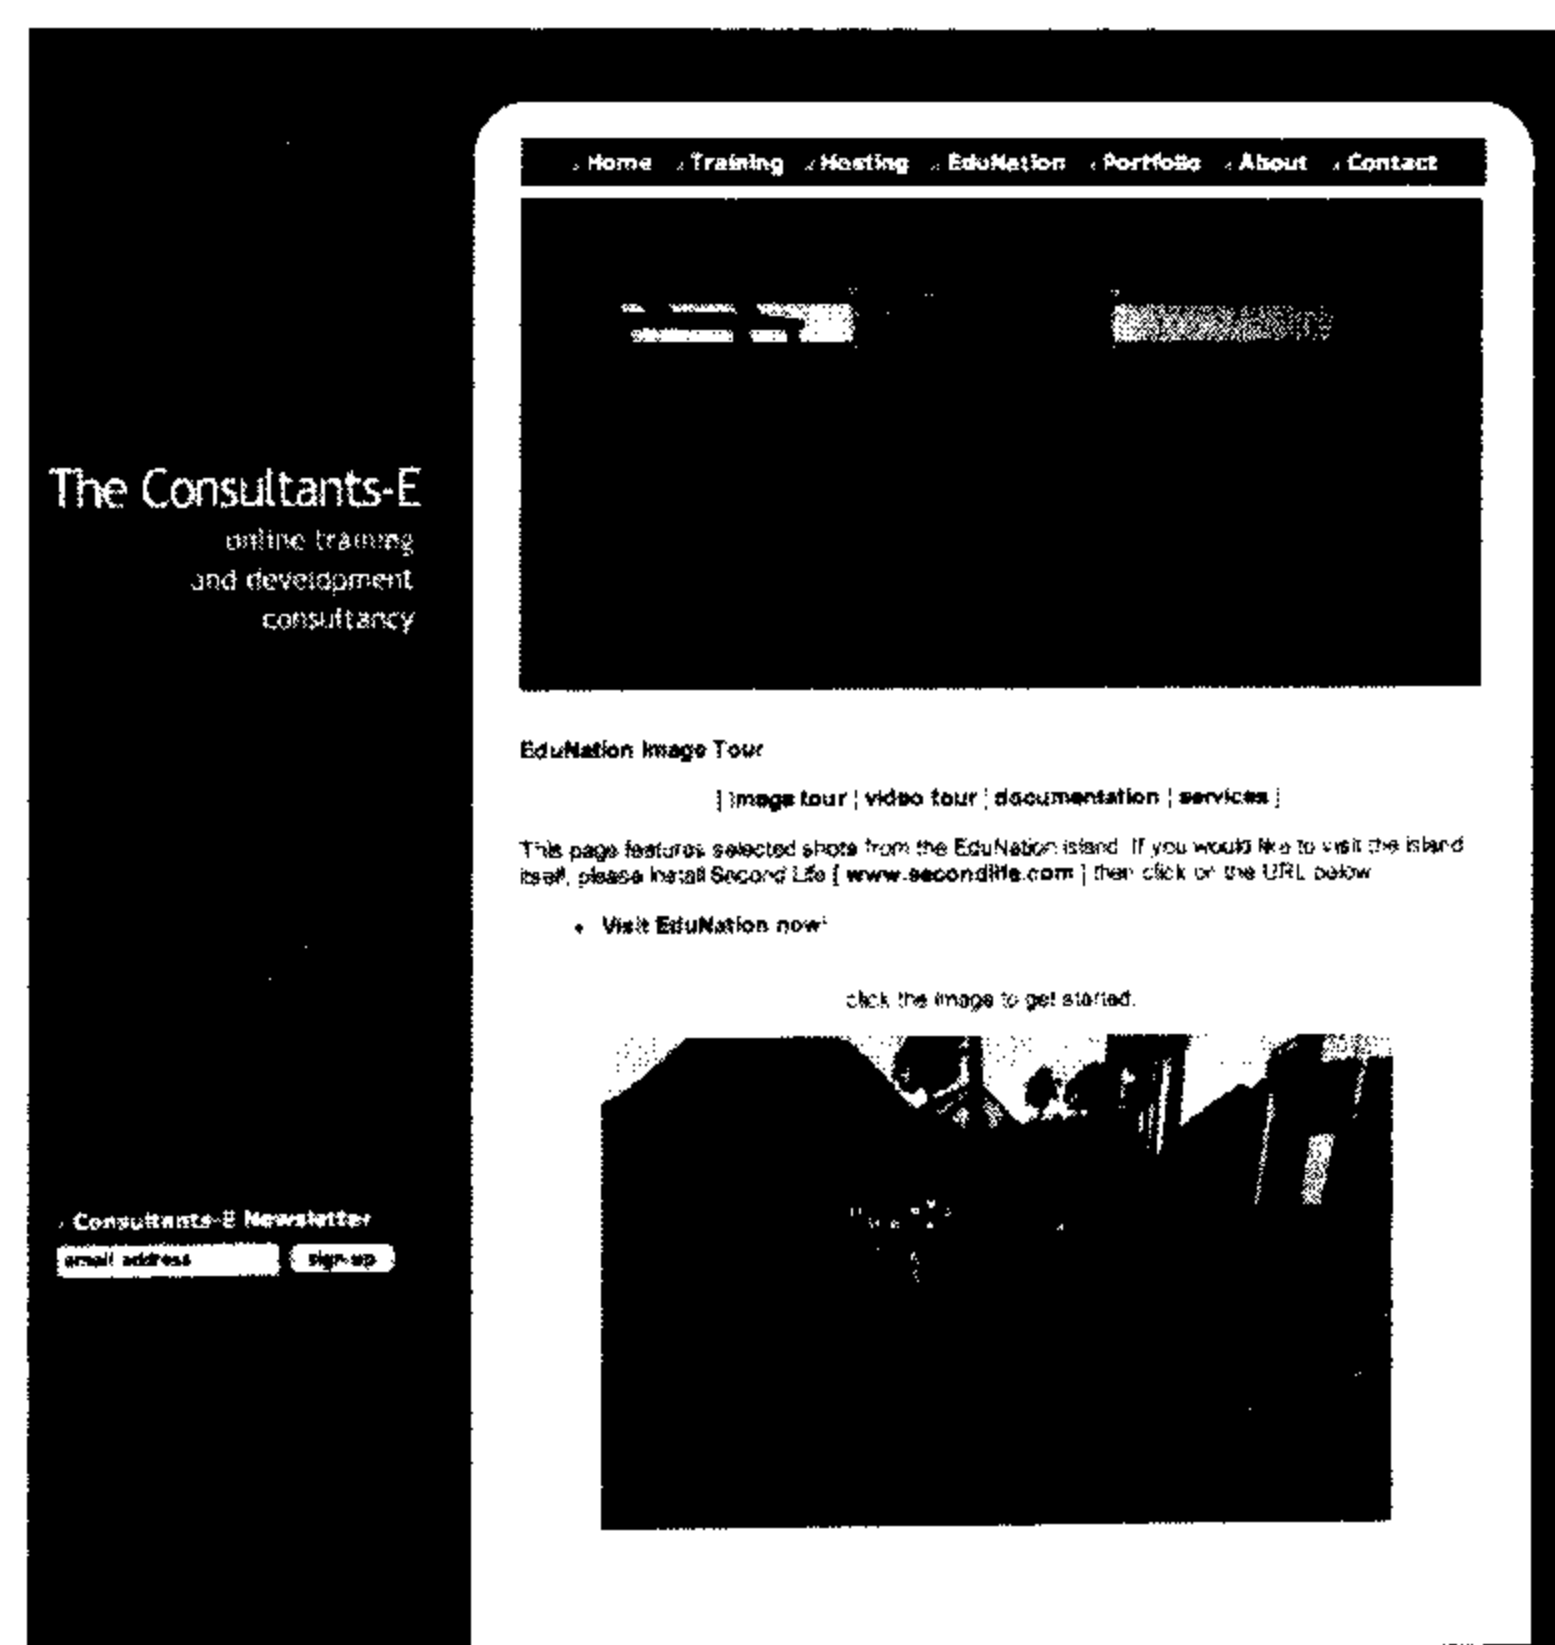 Home Training Hosting EduNation Portfolio About Contact
The Consultants-E
online training
and development
consultancy
EduNation Image Tour
[ image tour | video tour | documentation | services ]
This page features selected shots from the EduNation island. If you would like to visit the island
itself, please install Second Life [ www.secondlife.com ] then click on the URL below
• Visit EduNation now!
click the image to get started.
Consultants-E Newsletter
email address sign-up